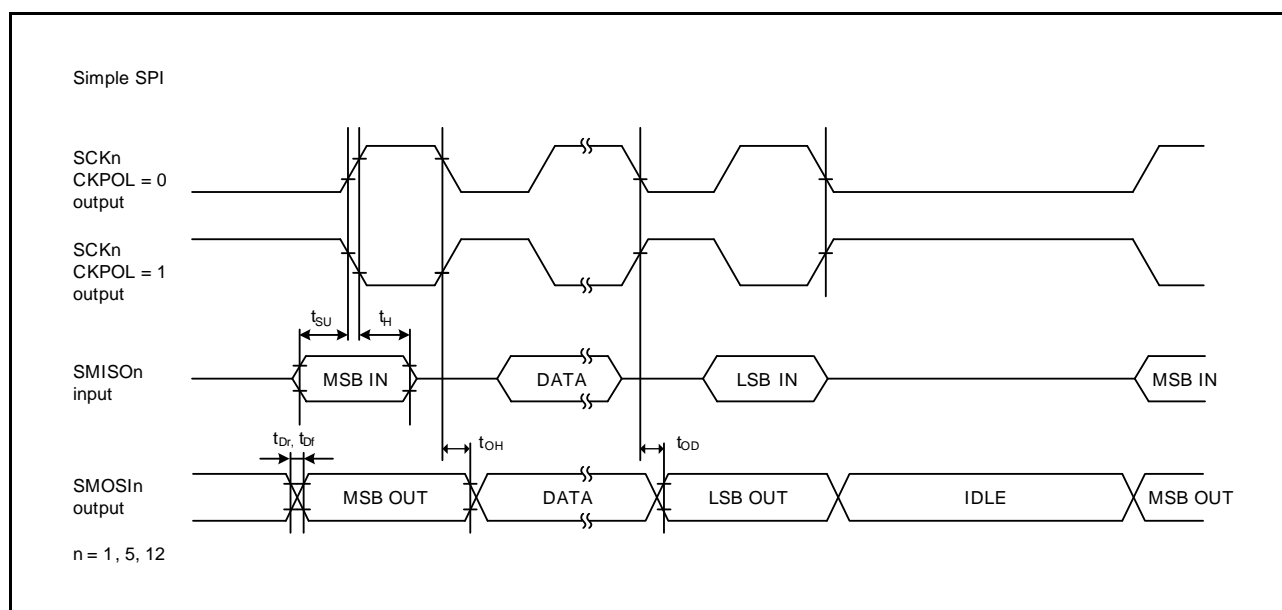 Simple SPI
SCKn
CKPOL = 0
output
SCKn
CKPOL = 1
output
tSU
tH
SMISOn
input
MSB IN
DATA
LSB IN
MSB IN
tDr, tDf
tOH
tOD
SMOSIn
output
MSB OUT
DATA
LSB OUT
IDLE
MSB OUT
n = 1, 5, 12